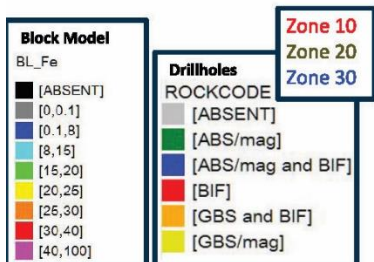 Block Model
BL_Fe
[ABSENT]
[0,0.1]
[0.1,8]
[8,15]
[15,20]
[20,25]
[25,30]
[30,40]
[40,100]
Drillholes
ROCKCODE
[ABSENT]
[ABS/mag]
[ABS/mag and BIF]
[BIF]
[GBS and BIF]
[GBS/mag]
Zone 10
Zone 20
Zone 30